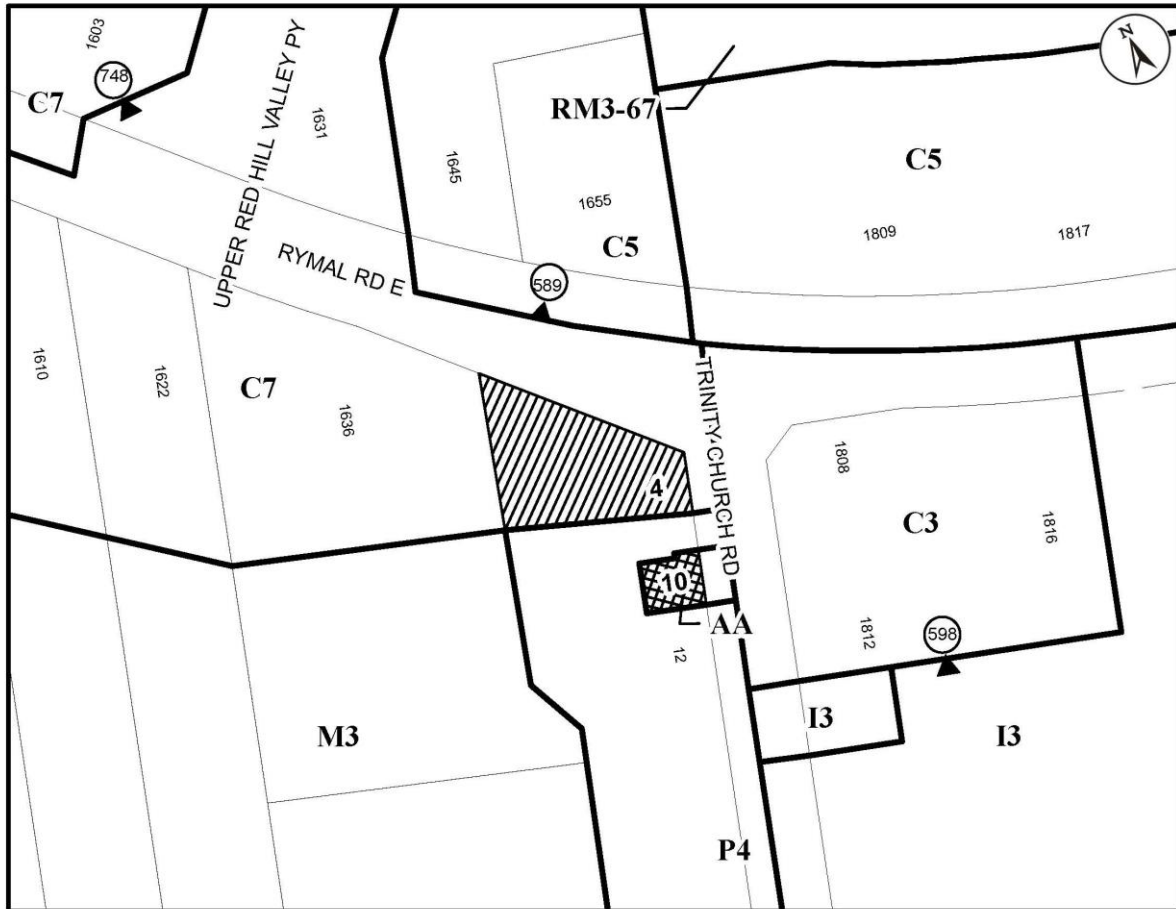 1603
748
C7
UPPER RED HILL VALLEY PY
1631
1645
RM3-67
N
C5
1655
C5
1809
1817
RYMAL RD E
589
1610
1622
C7
1636
TRINITY CHURCH RD
4
1808
C3
1816
10
AA
12
1812
598
I3
I3
M3
P4